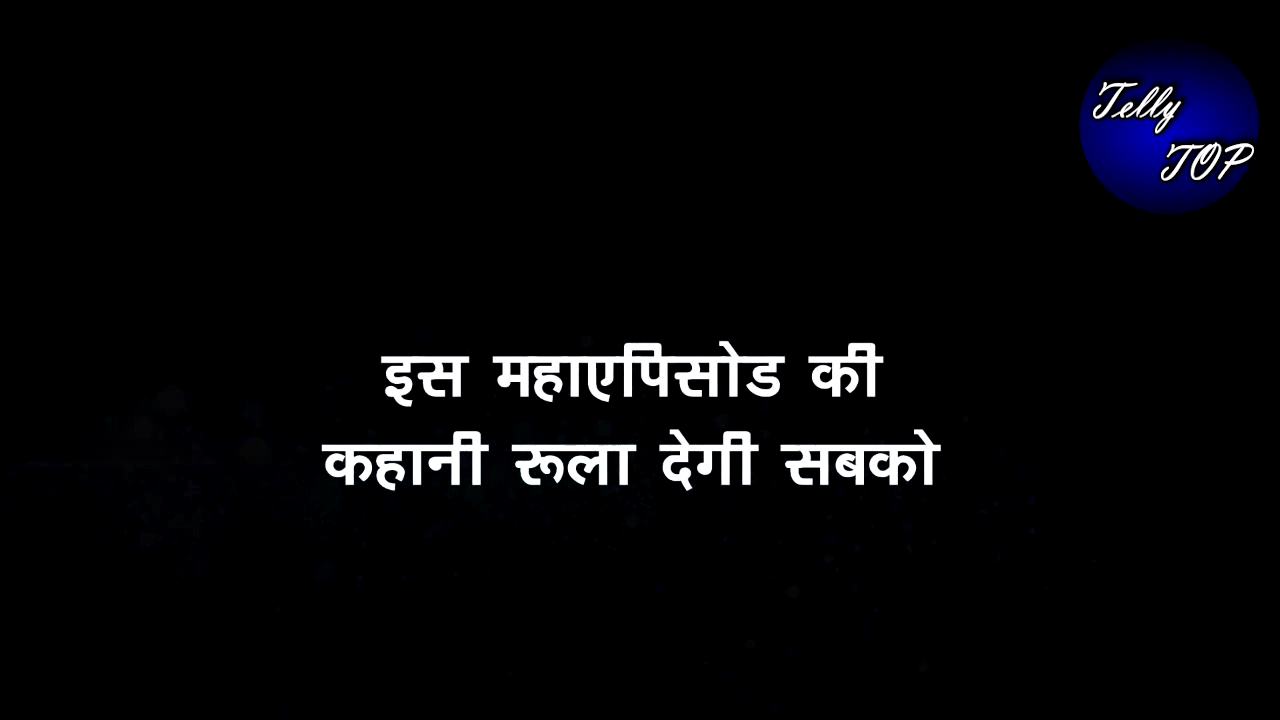 Telly
TOP
इस महाएपिसोड की
कहानी रूला देगी सबको